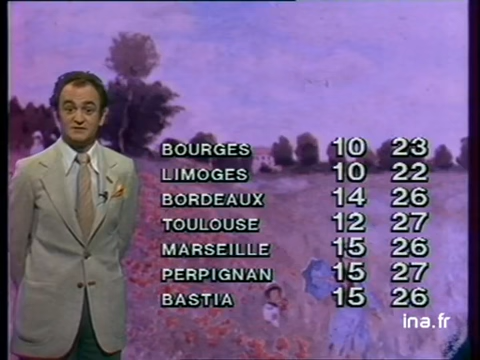 BOURGES 10 23
LIMOGES 10 22
BORDEAUX 14 26
TOULOUSE 12 27
MARSEILLE 15 26
PERPIGNAN 15 27
BASTIA 15 26
ina.fr